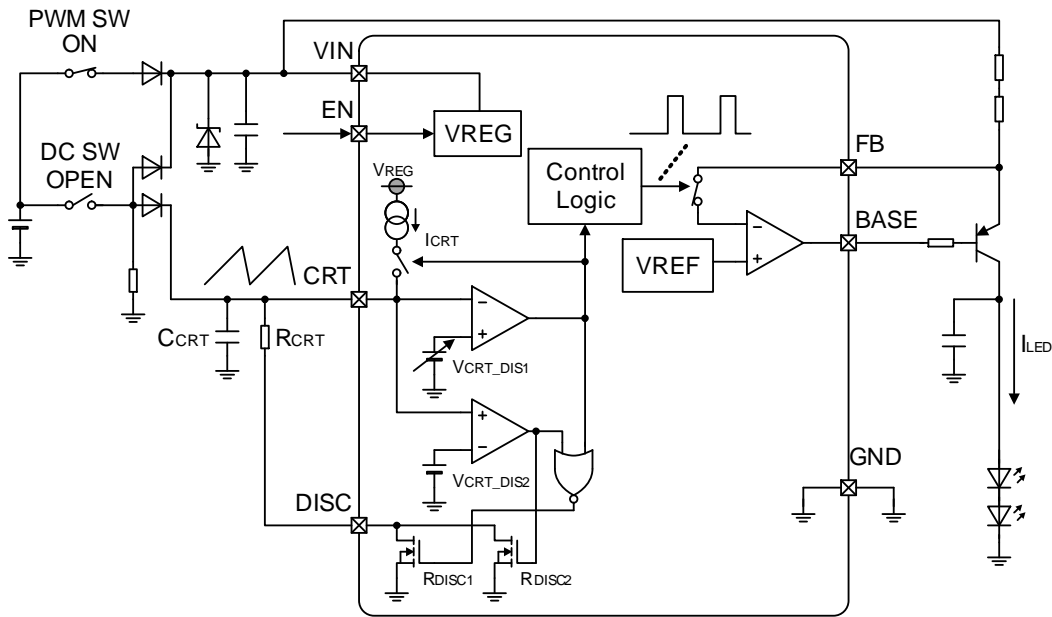 PWM SW
ON
VIN
EN
VREG
DC SW
OPEN
VREG
ICRT
Control
Logic
FB
BASE
VREF
CRT
CCRT
RCRT
VCRT_DIS1
ILED
VCRT_DIS2
GND
DISC
RDISC1
RDISC2